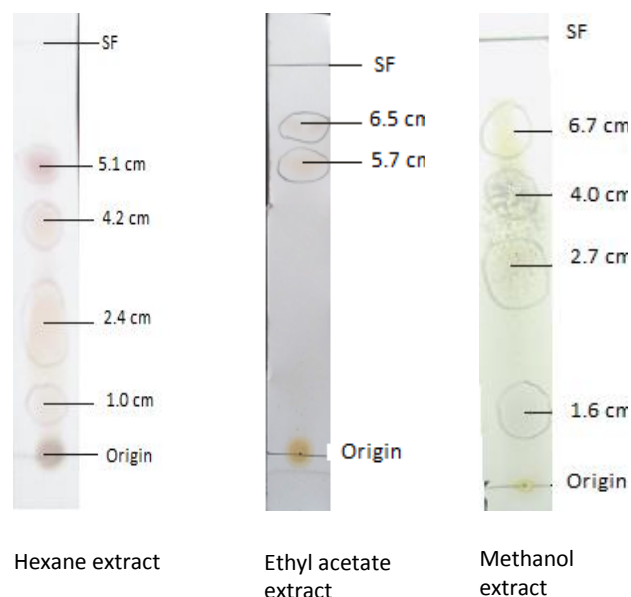 SF
5.1 cm
4.2 cm
2.4 cm
1.0 cm
Origin
Hexane extract
SF
6.5 cm
5.7 cm
Origin
Ethyl acetate
extract
SF
6.7 cm
4.0 cm
2.7 cm
1.6 cm
Origin
Methanol
extract